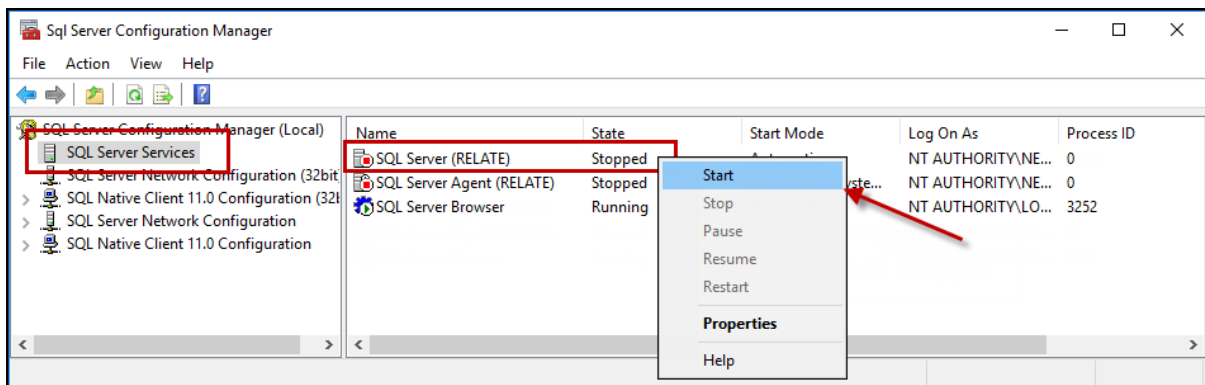 Sql Server Configuration Manager
File Action View Help
SQL Server Configuration Manager (Local)
SQL Server Services
SQL Server Network Configuration (32bit
SQL Native Client 11.0 Configuration (32b
SQL Server Network Configuration
SQL Native Client 11.0 Configuration
Name State Start Mode Log On As Process ID
SQL Server (RELATE) Stopped NT AUTHORITY\NE... 0
SQL Server Agent (RELATE) Stopped yste... NT AUTHORITY\NE... 0
SQL Server Browser Running NT AUTHORITY\LO... 3252
Start
Stop
Pause
Resume
Restart
Properties
Help